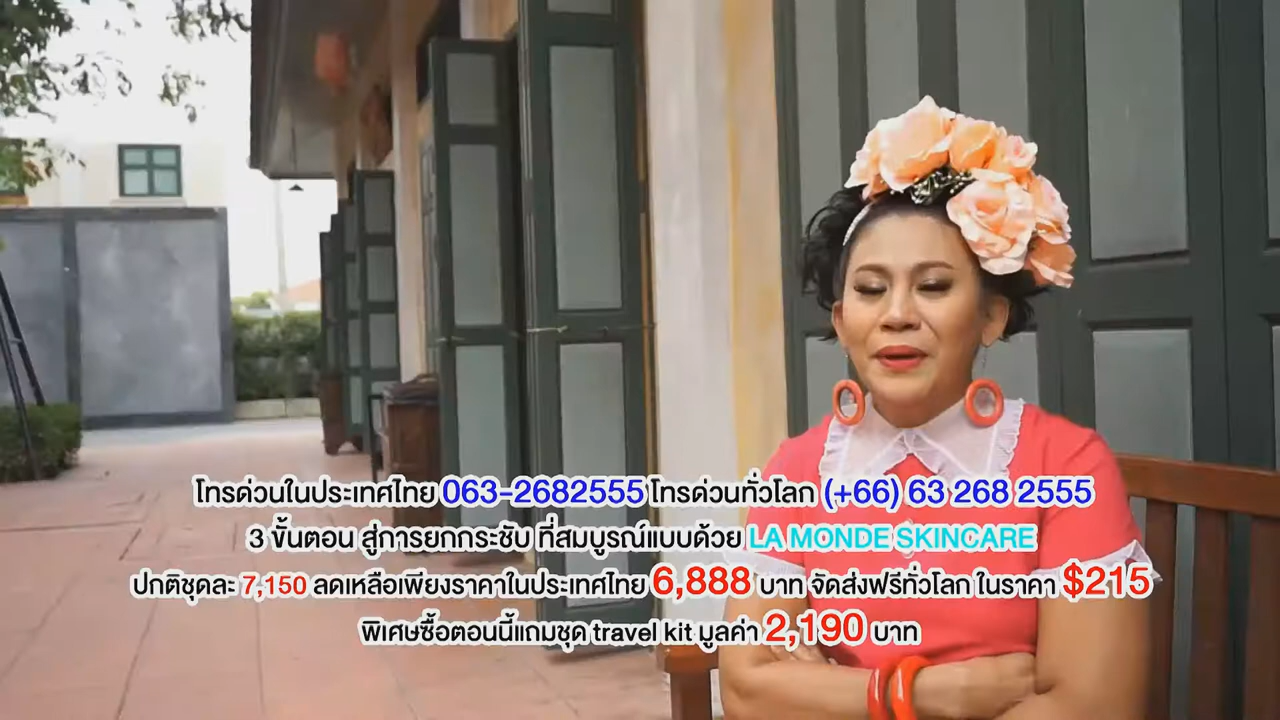 โทรด่วนในประเทศไทย 063-2682555 โทรด่วนทั่วโลก (+66) 63 268 2555
3 ขั้นตอน สู่การยกกระชับ ที่สมบูรณ์แบบด้วย LA MONDE SKINCARE
ปกติชุดละ 7,150 ลดเหลือเพียงราคาในประเทศไทย 6,888 บาท จัดส่งฟรีทั่วโลก ในราคา $215
พิเศษซื้อตอนนี้แถมชุด travel kit มูลค่า 2,190 บาท